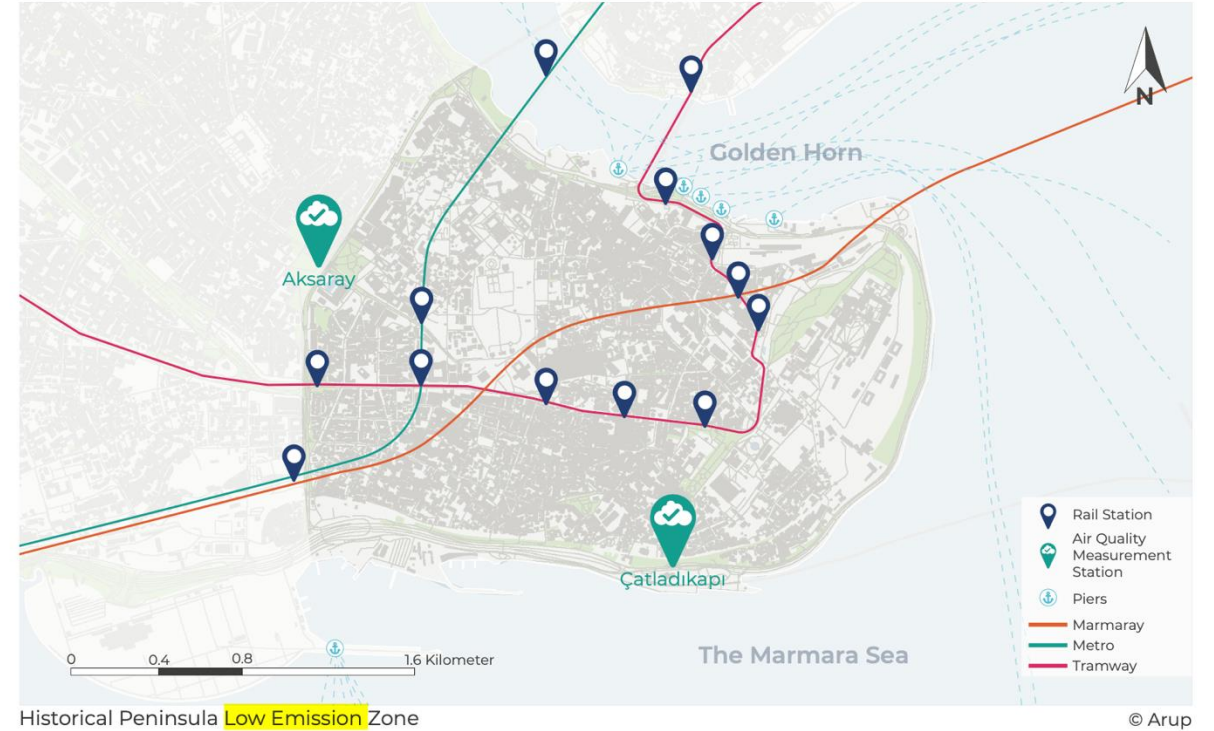 Golden Horn
N
Aksaray
Çatladıkapı
Rail Station
Air Quality
Measurement
Station
Piers
Marmaray
Metro
Tramway
0 0.4 0.8 1.6 Kilometer
The Marmara Sea
Historical Peninsula Low Emission Zone
© Arup